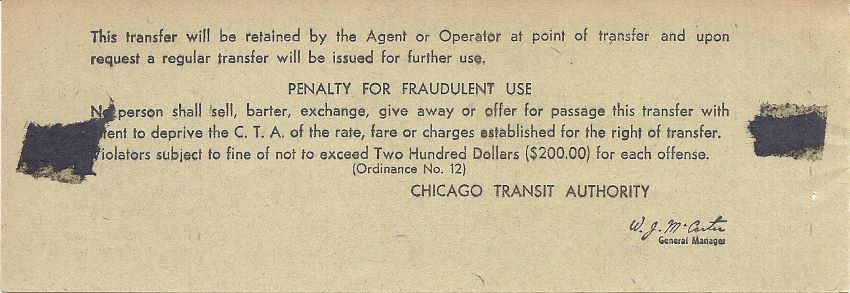 This transfer will be retained by the Agent or Operator at point of transfer and upon
request a regular transfer will be issued for further use.
PENALTY FOR FRAUDULENT USE
No person shall sell, barter, exchange, give away or offer for passage this transfer with
tent to deprive the C. T. A. of the rate, fare or charges established for the right of transfer.
Violators subject to fine of not to exceed Two Hundred Dollars ($200.00) for each offense.
(Ordinance No. 12)
CHICAGO TRANSIT AUTHORITY
W. J. McCarter
General Manager